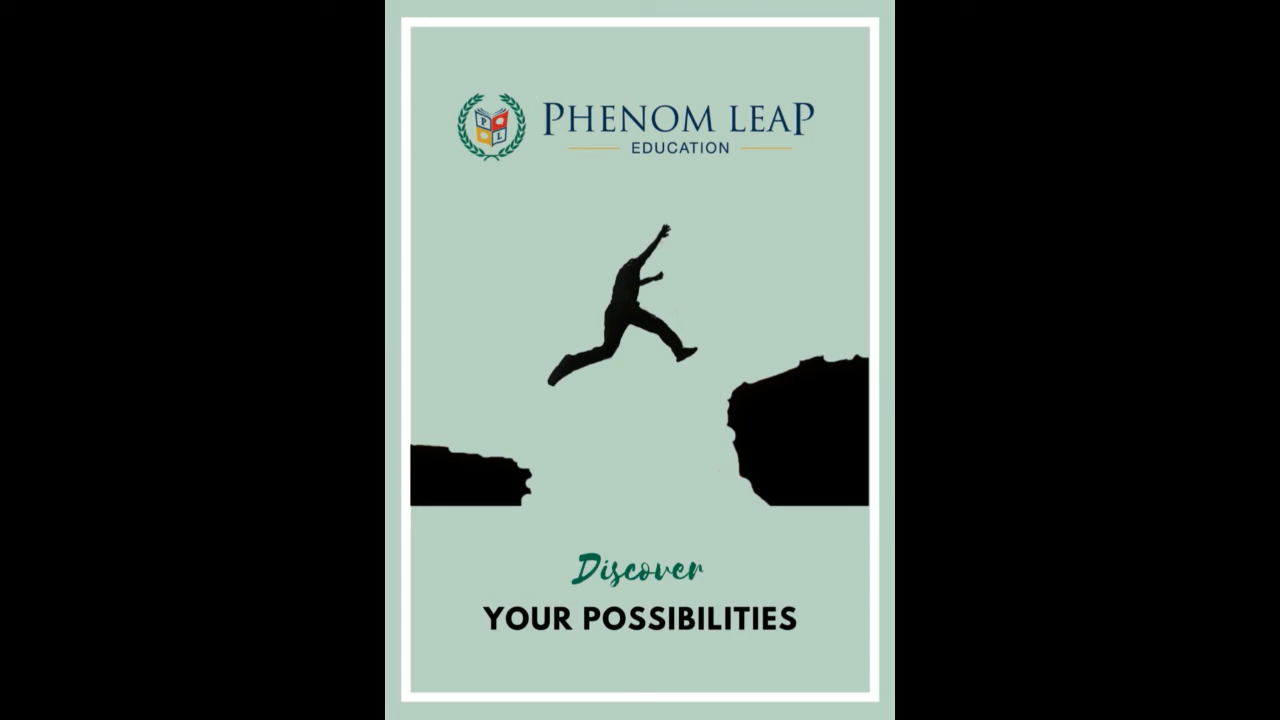 PHENOM LEAP
EDUCATION
P
L
Discover
YOUR POSSIBILITIES